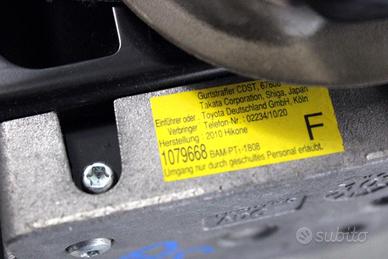 Gurtstraffer CDST, 67800
Takata Corporation, Shiga, Japan
Einführer oder: Toyota Deutschland GmbH, Köln
Verbringer Telefon-Nr.: 02234/10/20
Herstellung : 2010 Hikone
F
1079668 BAM-PT1-1808
Umgang nur durch geschultes Personal erlaubt.
subito